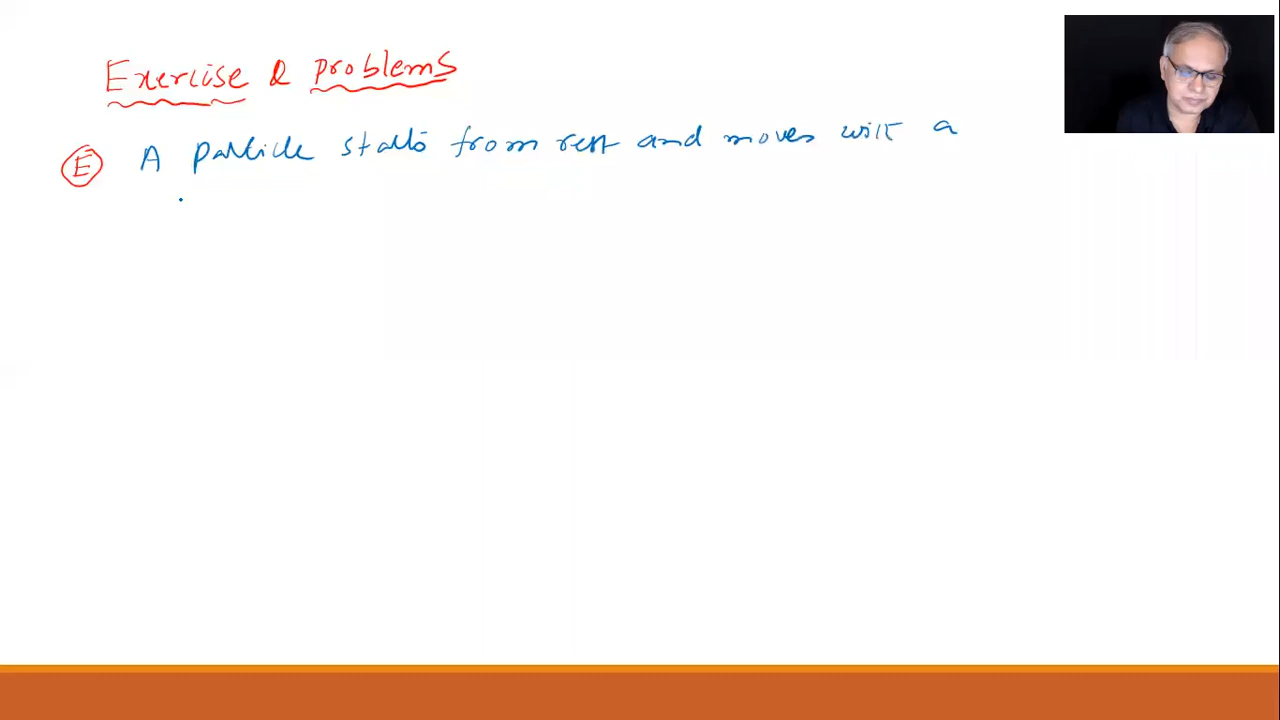 Exercise & Problems
E A particle starts from rest and moves with a